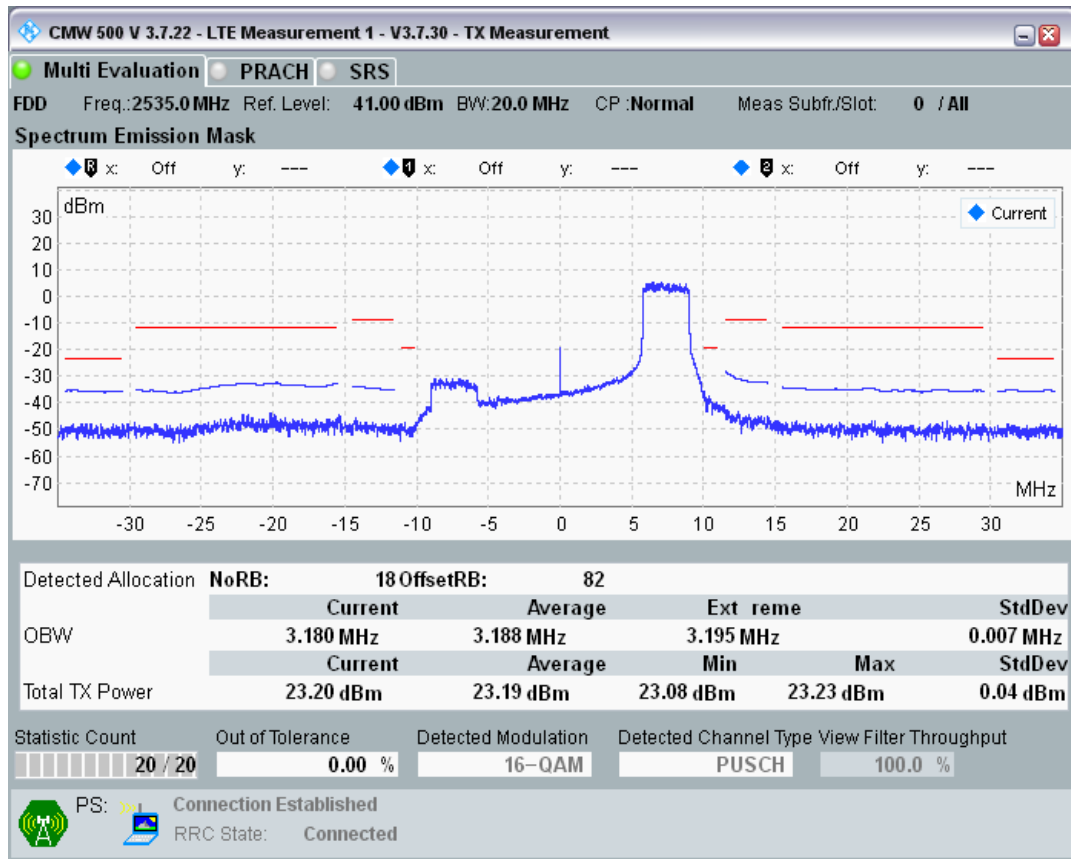 CMW 500 V 3.7.22 - LTE Measurement 1 - V3.7.30 - TX Measurement
Multi Evaluation PRACH SRS
FDD Freq.:2535.0 MHz Ref. Level: 41.00 dBm BW:20.0 MHz CP :Normal Meas Subfr./Slot: 0 / All
Spectrum Emission Mask
R x: Off y: --- 1 x: Off y: --- 2 x: Off y: ---
dBm
Current
30
20
10
0
-10
-20
-30
-40
-50
-60
-70
MHz
-30 -25 -20 -15 -10 -5 0 5 10 15 20 25 30
Detected Allocation NoRB: 18 OffsetRB: 82
Current Average Ext reme StdDev
OBW 3.180 MHz 3.188 MHz 3.195 MHz 0.007 MHz
Current Average Min Max StdDev
Total TX Power 23.20 dBm 23.19 dBm 23.08 dBm 23.23 dBm 0.04 dBm
Statistic Count Out of Tolerance Detected Modulation Detected Channel Type View Filter Throughput
20 / 20 0.00 % 16-QAM PUSCH 100.0 %
PS: Connection Established
RRC State: Connected